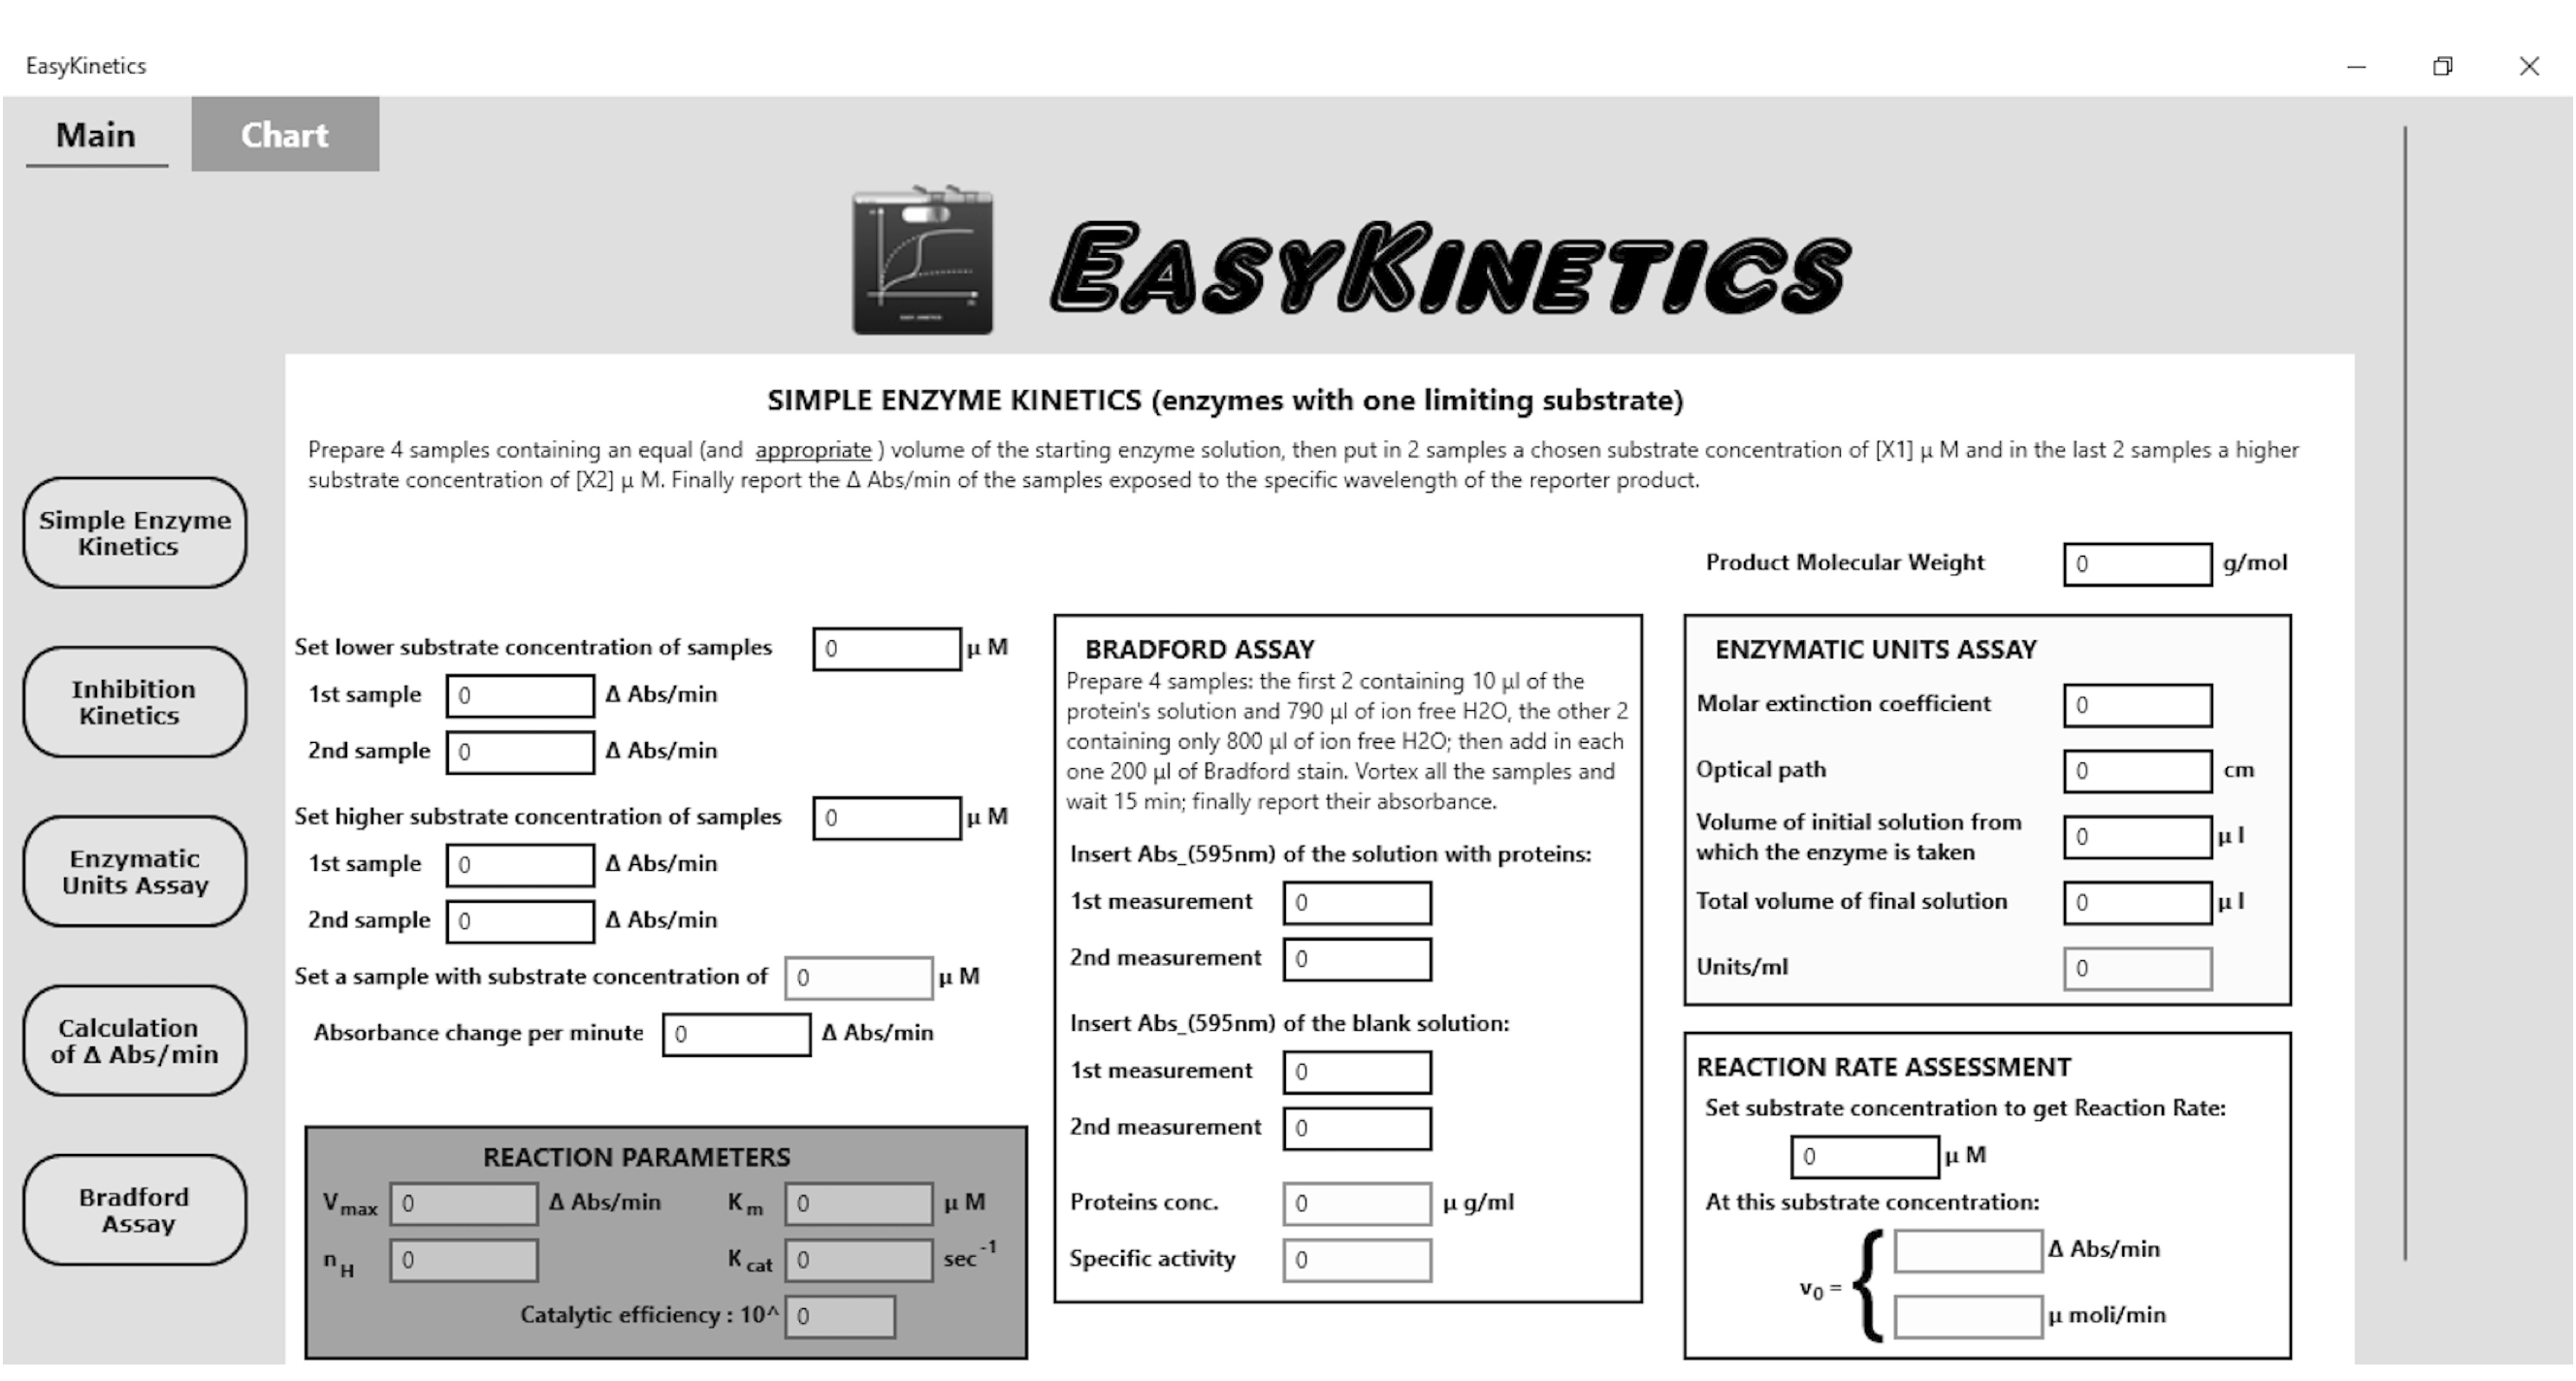 EasyKinetics
Main
Chart
EASYKINETICS
SIMPLE ENZYME KINETICS (enzymes with one limiting substrate)
Prepare 4 samples containing an equal (and appropriate ) volume of the starting enzyme solution, then put in 2 samples a chosen substrate concentration of [X1] μ M and in the last 2 samples a higher
substrate concentration of [X2] μ M. Finally report the Δ Abs/min of the samples exposed to the specific wavelength of the reporter product.
Simple Enzyme
Kinetics
Inhibition
Kinetics
Enzymatic
Units Assay
Calculation
of Δ Abs/min
Bradford
Assay
Product Molecular Weight 0 g/mol
Set lower substrate concentration of samples 0 μ M
1st sample 0 Δ Abs/min
2nd sample 0 Δ Abs/min
Set higher substrate concentration of samples 0 μ M
1st sample 0 Δ Abs/min
2nd sample 0 Δ Abs/min
Set a sample with substrate concentration of 0 μ M
Absorbance change per minute 0 Δ Abs/min
REACTION PARAMETERS
Vmax 0 Δ Abs/min Km 0 μ M
nH 0 Kcat 0 sec-1
Catalytic efficiency : 10^ 0
BRADFORD ASSAY
Prepare 4 samples: the first 2 containing 10 μl of the
protein's solution and 790 μl of ion free H2O, the other 2
containing only 800 μl of ion free H2O; then add in each
one 200 μl of Bradford stain. Vortex all the samples and
wait 15 min; finally report their absorbance.
Insert Abs_(595nm) of the solution with proteins:
1st measurement 0
2nd measurement 0
Insert Abs_(595nm) of the blank solution:
1st measurement 0
2nd measurement 0
Proteins conc. 0 μ g/ml
Specific activity 0
ENZYMATIC UNITS ASSAY
Molar extinction coefficient 0
Optical path 0 cm
Volume of initial solution from
which the enzyme is taken 0 μ l
Total volume of final solution 0 μ l
Units/ml 0
REACTION RATE ASSESSMENT
Set substrate concentration to get Reaction Rate:
0 μ M
At this substrate concentration:
Δ Abs/min
v0 = {
μ moli/min